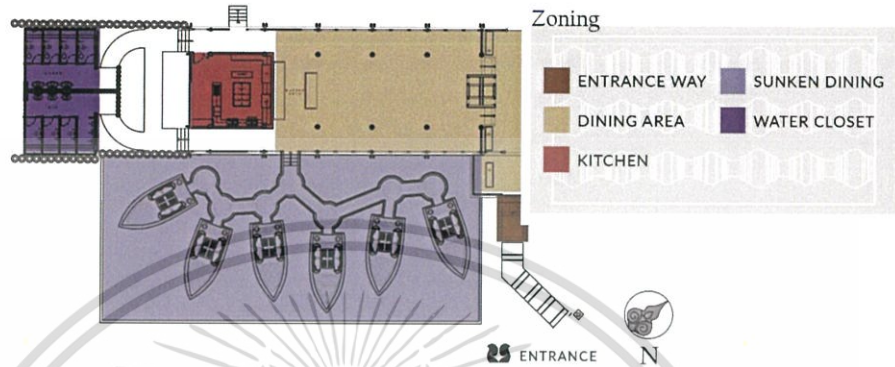 Zoning
ENTRANCE WAY
SUNKEN DINING
DINING AREA
WATER CLOSET
KITCHEN
ENTRANCE
N